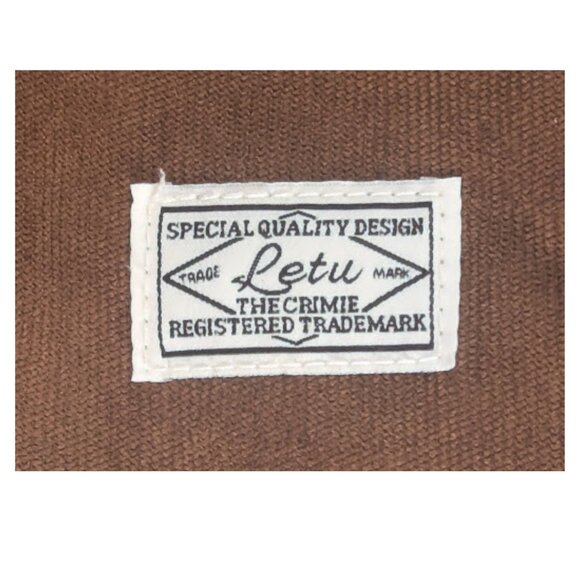 SPECIAL QUALITY DESIGN
TRADE Letu MARK
THE CRIMIE
REGISTERED TRADEMARK